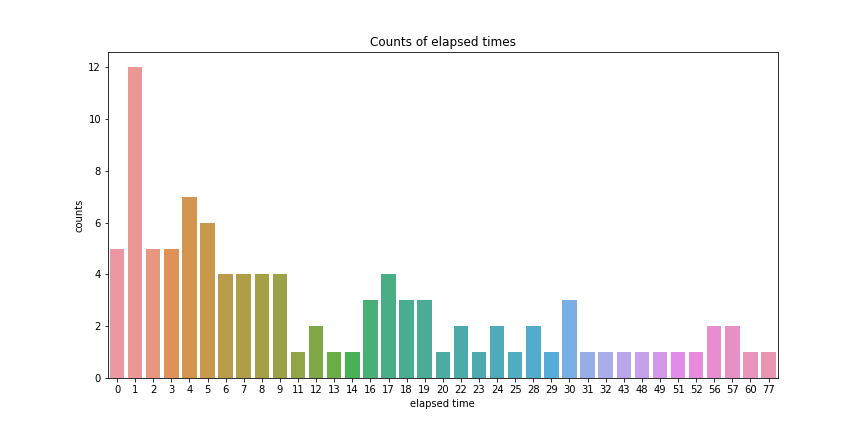 Counts of elapsed times
counts
12
10
8
6
4
2
0
0 1 2 3 4 5 6 7 8 9 11 12 13 14 16 17 18 19 20 22 23 24 25 28 29 30 31 32 43 48 49 51 52 56 57 60 77
elapsed time